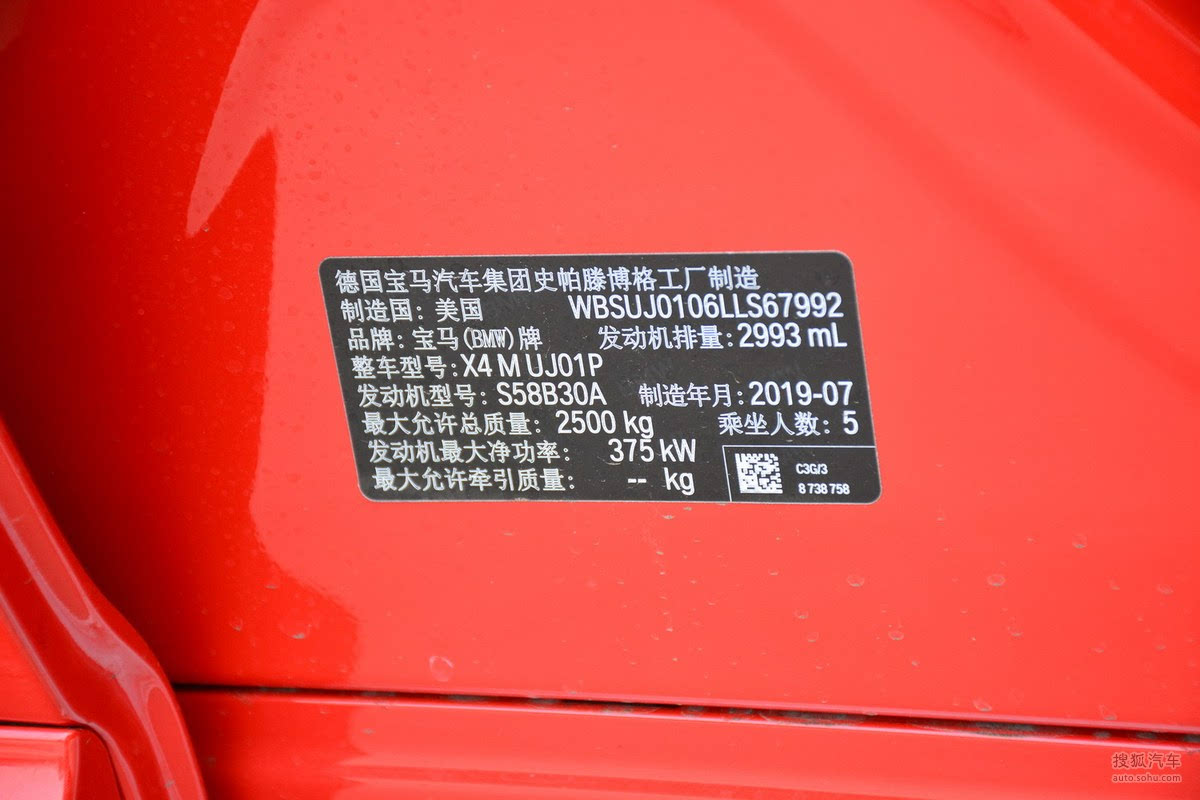 德国宝马汽车集团史帕滕博格工厂制造
制造国：美国 WBSUJ0106LLS67992
品牌：宝马(BMW)牌 发动机排量：2993 mL
整车型号：X4 M UJ01P
发动机型号：S58B30A 制造年月：2019-07
最大允许总质量：2500 kg 乘坐人数：5
发动机最大净功率：375 kW
最大允许牵引质量：-- kg
C3G/3
8 738 758
搜狐汽车
auto.sohu.com